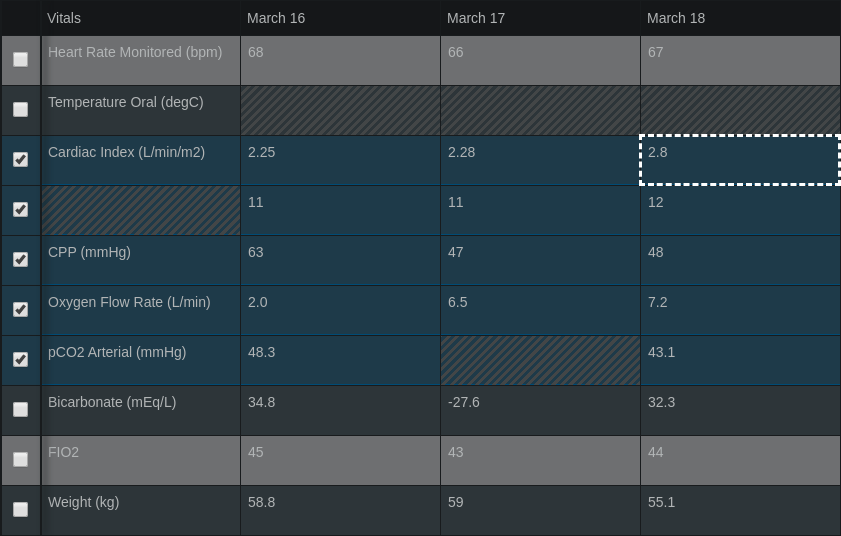 Vitals March 16 March 17 March 18
Heart Rate Monitored (bpm) 68 66 67
Temperature Oral (degC)
Cardiac Index (L/min/m2) 2.25 2.28 2.8
11 11 12
CPP (mmHg) 63 47 48
Oxygen Flow Rate (L/min) 2.0 6.5 7.2
pCO2 Arterial (mmHg) 48.3 43.1
Bicarbonate (mEq/L) 34.8 -27.6 32.3
FIO2 45 43 44
Weight (kg) 58.8 59 55.1